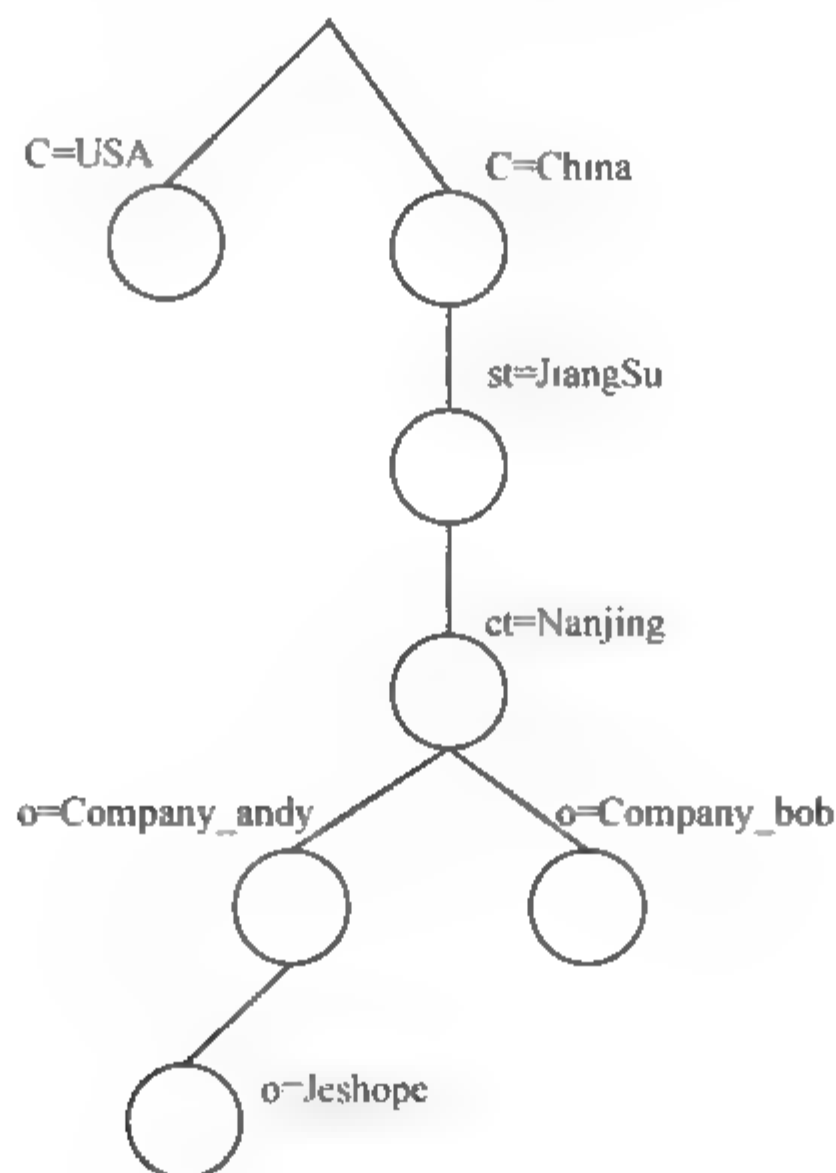 C=USA
C=China
st=JiangSu
ct=Nanjing
o=Company_andy
o=Company_bob
o=Jeshope